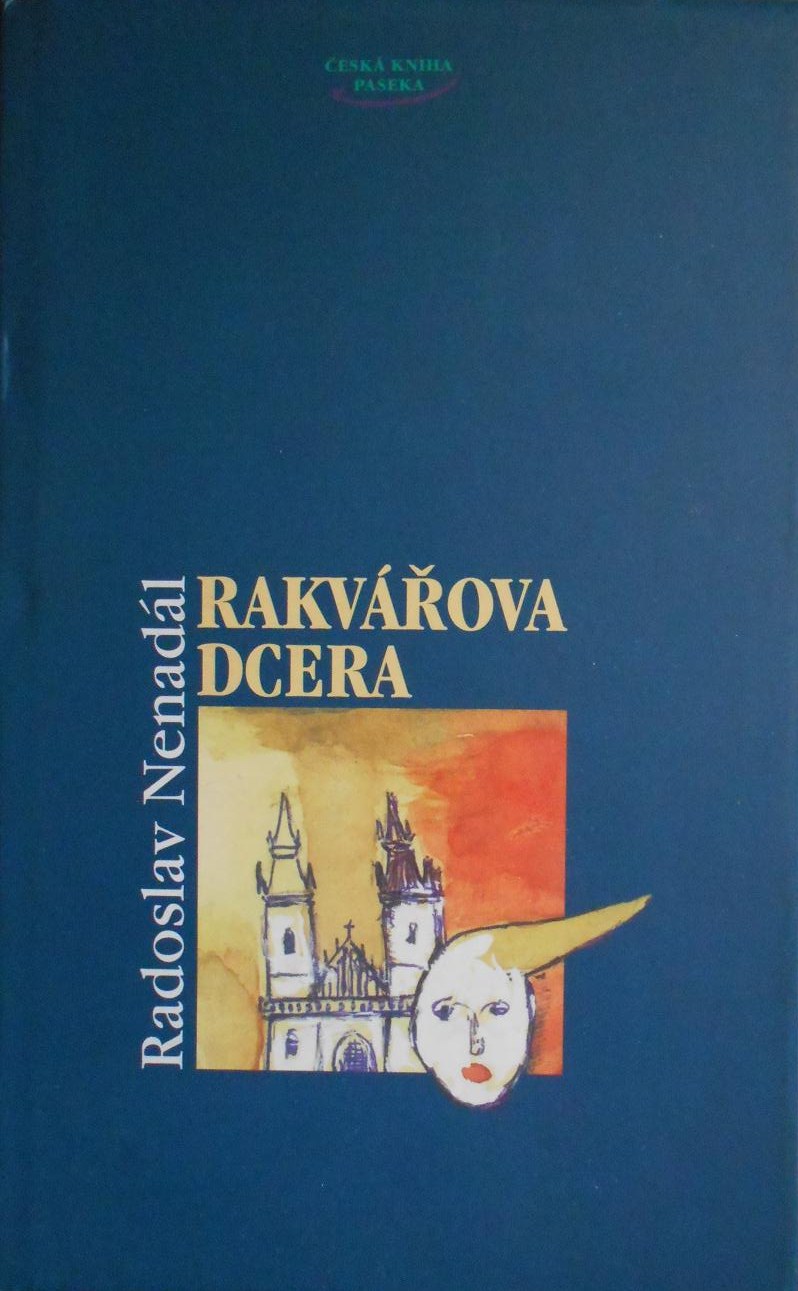 ČESKÁ KNIHA
PASEKA
Radoslav Nenadál
RAKVÁŘOVA
DCERA